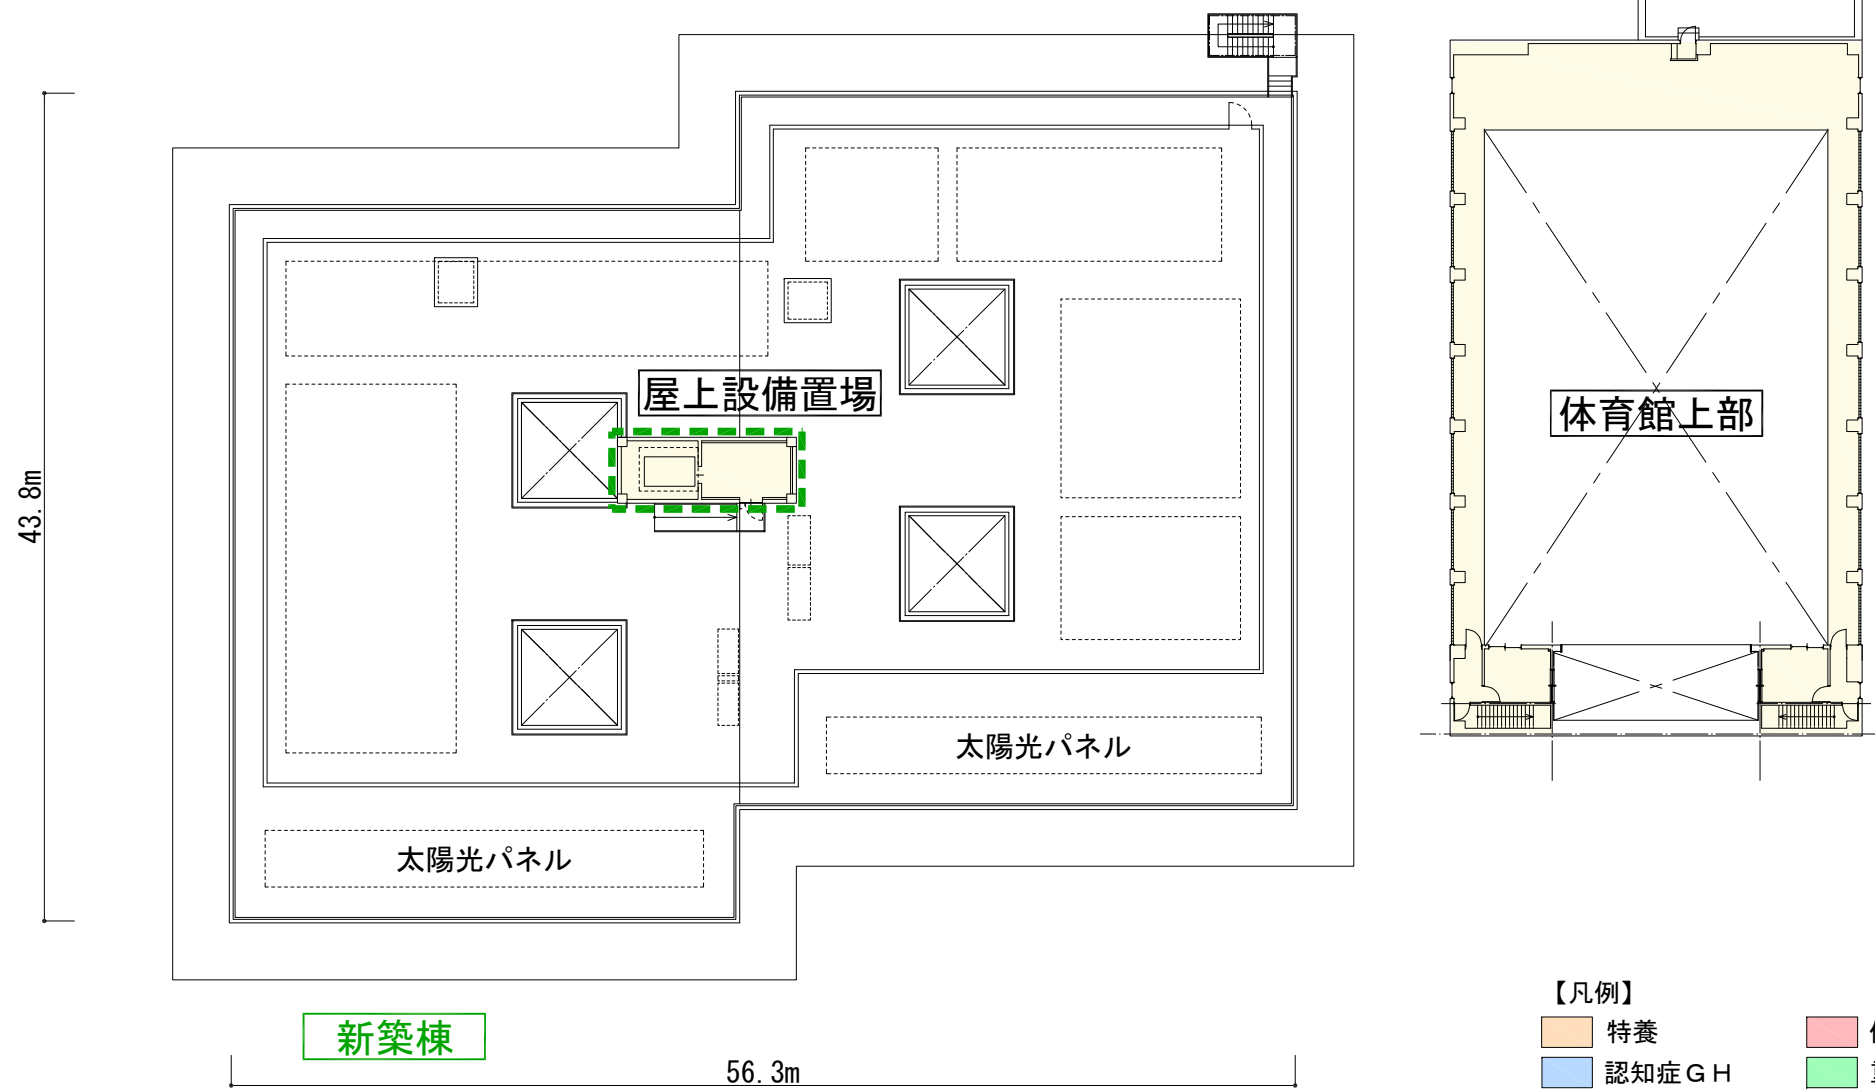 屋上設備置場
体育館上部
43.8m
太陽光パネル
太陽光パネル
新築棟
56.3m
【凡例】
特養
認知症ＧＨ